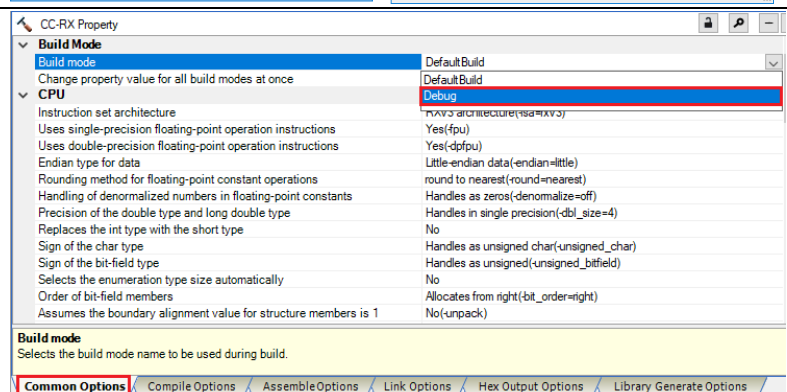 CC-RX Property
Build Mode
Build mode DefaultBuild
Change property value for all build modes at once DefaultBuild
CPU Debug
Instruction set architecture RXV3 architecture(-isa=rxv3)
Uses single-precision floating-point operation instructions Yes(-fpu)
Uses double-precision floating-point operation instructions Yes(-dpfpu)
Endian type for data Little-endian data(-endian=little)
Rounding method for floating-point constant operations round to nearest(-round=nearest)
Handling of denormalized numbers in floating-point constants Handles as zeros(-denormalize=off)
Precision of the double type and long double type Handles in single precision(-dbl_size=4)
Replaces the int type with the short type No
Sign of the char type Handles as unsigned char(-unsigned_char)
Sign of the bit-field type Handles as unsigned(-unsigned_bitfield)
Selects the enumeration type size automatically No
Order of bit-field members Allocates from right(-bit_order=right)
Assumes the boundary alignment value for structure members is 1 No(-unpack)
Build mode
Selects the build mode name to be used during build.
Common Options Compile Options Assemble Options Link Options Hex Output Options Library Generate Options